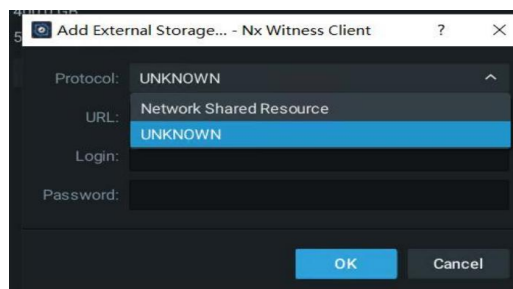 Add External Storage... - Nx Witness Client ? ×
Protocol: UNKNOWN
Network Shared Resource
URL:
UNKNOWN
Login:
Password:
OK Cancel